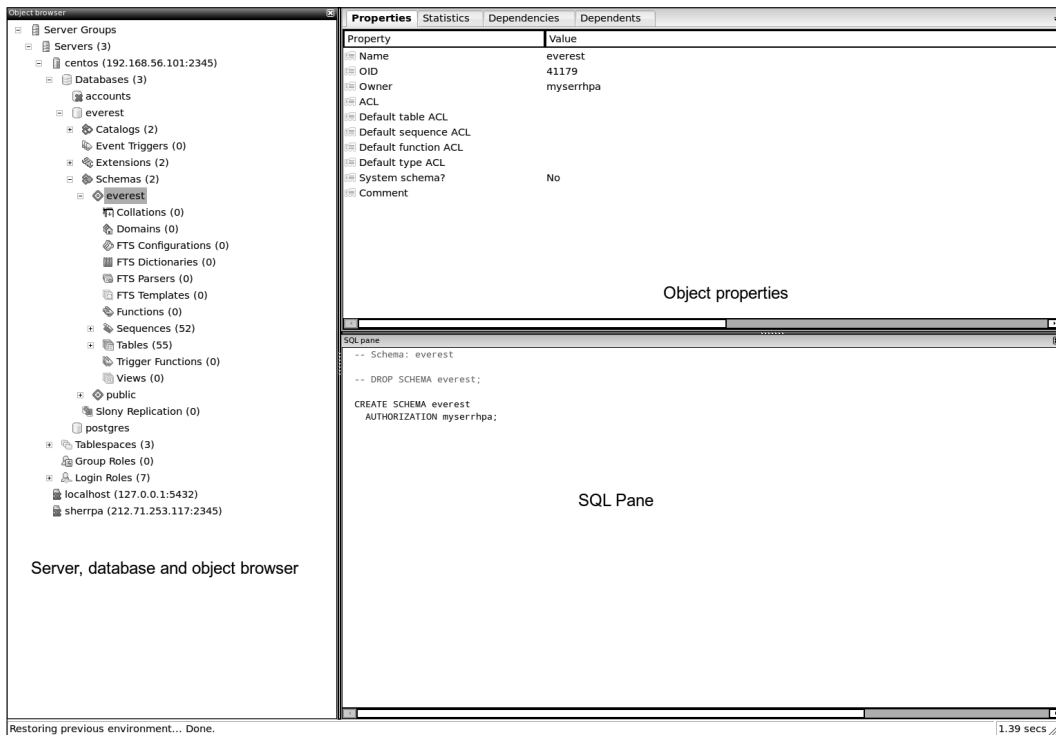 Object browser
Server Groups
Servers (3)
centos (192.168.56.101:2345)
Databases (3)
accounts
everest
Catalogs (2)
Event Triggers (0)
Extensions (2)
Schemas (2)
everest
Collations (0)
Domains (0)
FTS Configurations (0)
FTS Dictionaries (0)
FTS Parsers (0)
FTS Templates (0)
Functions (0)
Sequences (52)
Tables (55)
Trigger Functions (0)
Views (0)
public
Slony Replication (0)
postgres
Tablespaces (3)
Group Roles (0)
Login Roles (7)
localhost (127.0.0.1:5432)
sherrpa (212.71.253.117:2345)
Server, database and object browser
Properties Statistics Dependencies Dependents
Property Value
Name everest
OID 41179
Owner myserrhpa
ACL
Default table ACL
Default sequence ACL
Default function ACL
Default type ACL
System schema? No
Comment
Object properties
SQL pane
-- Schema: everest
-- DROP SCHEMA everest;
CREATE SCHEMA everest
AUTHORIZATION myserrhpa;
SQL Pane
Restoring previous environment... Done. 1.39 secs